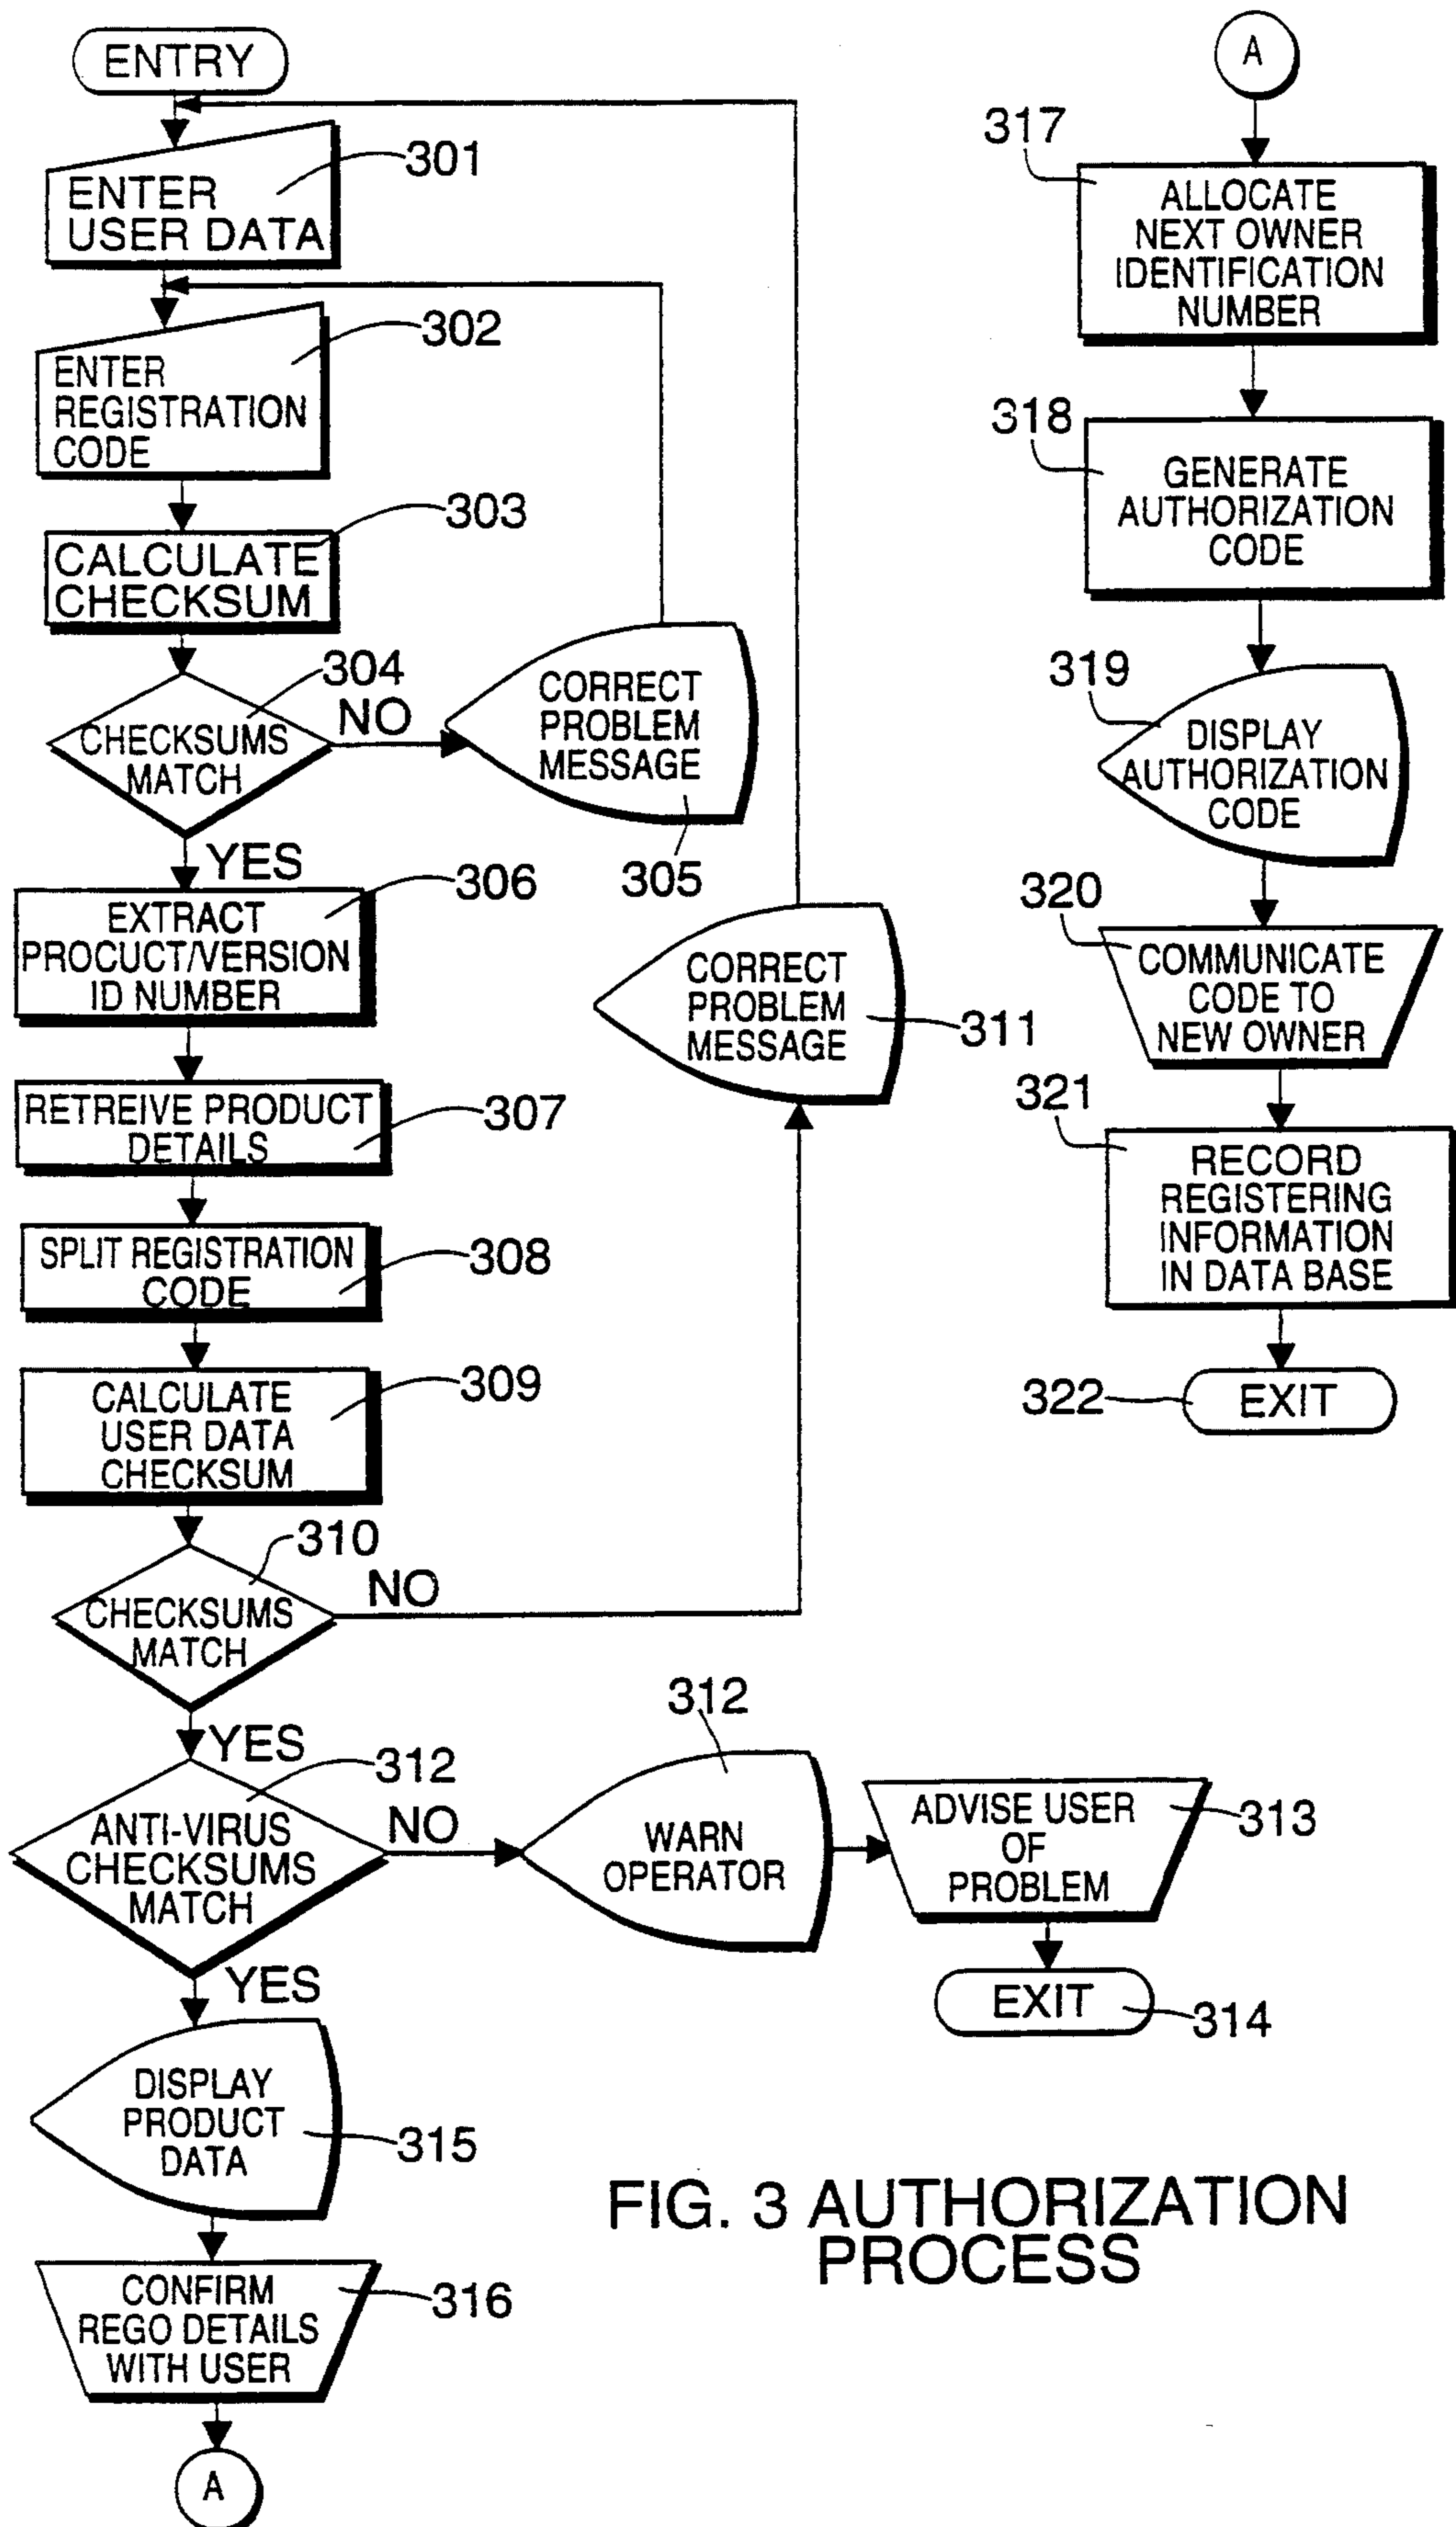 ENTRY
301
ENTER
USER DATA
302
ENTER
REGISTRATION
CODE
303
CALCULATE
CHECKSUM
304
CHECKSUMS
MATCH
NO
CORRECT
PROBLEM
MESSAGE
305
YES
306
EXTRACT
PROCUCT/VERSION
ID NUMBER
CORRECT
PROBLEM
MESSAGE
311
RETREIVE PRODUCT
DETAILS
307
SPLIT REGISTRATION
CODE
308
CALCULATE
USER DATA
CHECKSUM
309
310
CHECKSUMS
MATCH
NO
YES
312
ANTI-VIRUS
CHECKSUMS
MATCH
NO
312
WARN
OPERATOR
ADVISE USER
OF
PROBLEM
313
EXIT
314
YES
DISPLAY
PRODUCT
DATA
315
CONFIRM
REGO DETAILS
WITH USER
316
A
A
317
ALLOCATE
NEXT OWNER
IDENTIFICATION
NUMBER
318
GENERATE
AUTHORIZATION
CODE
319
DISPLAY
AUTHORIZATION
CODE
320
COMMUNICATE
CODE TO
NEW OWNER
321
RECORD
REGISTERING
INFORMATION
IN DATA BASE
322
EXIT
FIG. 3 AUTHORIZATION
PROCESS